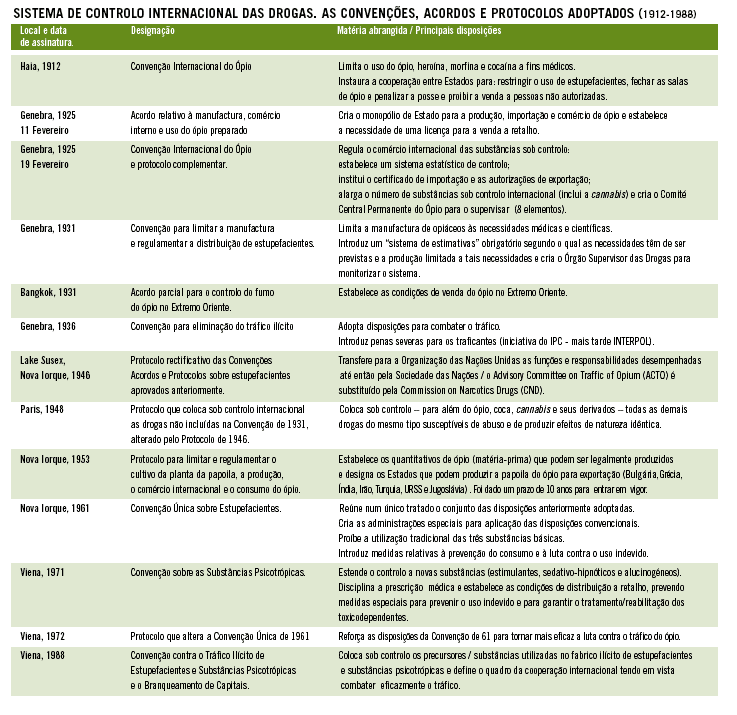 SISTEMA DE CONTROLO INTERNACIONAL DAS DROGAS. AS CONVENÇÕES, ACORDOS E PROTOCOLOS ADOPTADOS (1912-1988)
Local e data
de assinatura.
Designação
Matéria abrangida / Principais disposições
Haia, 1912
Convenção Internacional do Ópio
Limita o uso do ópio, heroína, morfina e cocaína a fins médicos.
Instaura a cooperação entre Estados para: restringir o uso de estupefacientes, fechar as salas
de ópio e penalizar a posse e proibir a venda a pessoas não autorizadas.
Genebra, 1925
11 Fevereiro
Acordo relativo à manufactura, comércio
interno e uso do ópio preparado
Cria o monopólio de Estado para a produção, importação e comércio de ópio e estabelece
a necessidade de uma licença para a venda a retalho.
Genebra, 1925
19 Fevereiro
Convenção Internacional do Ópio
e protocolo complementar.
Regula o comércio internacional das substâncias sob controlo:
estabelece um sistema estatístico de controlo;
institui o certificado de importação e as autorizações de exportação;
alarga o número de substâncias sob controlo internacional (inclui a cannabis) e cria o Comité
Central Permanente do Ópio para o supervisar (8 elementos).
Genebra, 1931
Convenção para limitar a manufactura
e regulamentar a distribuição de estupefacientes.
Limita a manufactura de opiáceos às necessidades médicas e científicas.
Introduz um “sistema de estimativas” obrigatório segundo o qual as necessidades têm de ser
previstas e a produção limitada a tais necessidades e cria o Órgão Supervisor das Drogas para
monitorizar o sistema.
Bangkok, 1931
Acordo parcial para o controlo do fumo
do ópio no Extremo Oriente.
Estabelece as condições de venda do ópio no Extremo Oriente.
Genebra, 1936
Convenção para eliminação do tráfico ilícito
Adopta disposições para combater o tráfico.
Introduz penas severas para os traficantes (iniciativa do IPC - mais tarde INTERPOL).
Lake Susex,
Nova Iorque, 1946
Protocolo rectificativo das Convenções
Acordos e Protocolos sobre estupefacientes
aprovados anteriormente.
Transfere para a Organização das Nações Unidas as funções e responsabilidades desempenhadas
até então pela Sociedade das Nações / o Advisory Committee on Traffic of Opium (ACTO) é
substituído pela Commission on Narcotics Drugs (CND).
Paris, 1948
Protocolo que coloca sob controlo internacional
as drogas não incluídas na Convenção de 1931,
alterado pelo Protocolo de 1946.
Coloca sob controlo – para além do ópio, coca, cannabis e seus derivados – todas as demais
drogas do mesmo tipo susceptíveis de abuso e de produzir efeitos de natureza idêntica.
Nova Iorque, 1953
Protocolo para limitar e regulamentar o
cultivo da planta da papoila, a produção,
o comércio internacional e o consumo do ópio.
Estabelece os quantitativos de ópio (matéria-prima) que podem ser legalmente produzidos
e designa os Estados que podem produzir a papoila do ópio para exportação (Bulgária, Grécia,
Índia, Irão, Turquia, URSS e Jugoslávia) . Foi dado um prazo de 10 anos para entrar em vigor.
Nova Iorque, 1961
Convenção Única sobre Estupefacientes.
Reúne num único tratado o conjunto das disposições anteriormente adoptadas.
Cria as administrações especiais para aplicação das disposições convencionais.
Proíbe a utilização tradicional das três substâncias básicas.
Introduz medidas relativas à prevenção do consumo e à luta contra o uso indevido.
Viena, 1971
Convenção sobre as Substâncias Psicotrópicas.
Estende o controlo a novas substâncias (estimulantes, sedativo-hipnóticos e alucinogéneos).
Disciplina a prescrição médica e estabelece as condições de distribuição a retalho, prevendo
medidas especiais para prevenir o uso indevido e para garantir o tratamento/reabilitação dos
toxicodependentes.
Viena, 1972
Protocolo que altera a Convenção Única de 1961
Reforça as disposições da Convenção de 61 para tornar mais eficaz a luta contra o tráfico do ópio.
Viena, 1988
Convenção contra o Tráfico Ilícito de
Estupefacientes e Substâncias Psicotrópicas
e o Branqueamento de Capitais.
Coloca sob controlo os precursores / substâncias utilizadas no fabrico ilícito de estupefacientes
e substâncias psicotrópicas e define o quadro da cooperação internacional tendo em vista
combater eficazmente o tráfico.